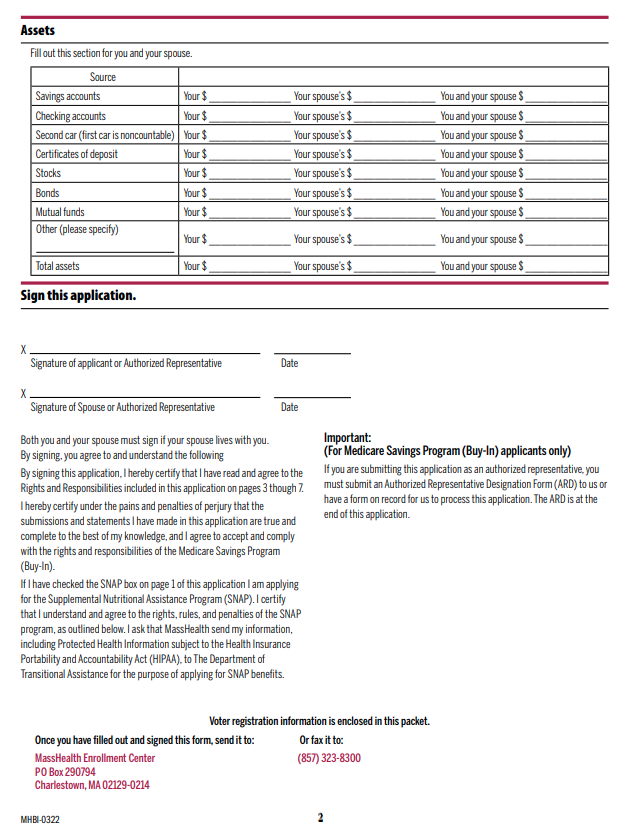 Assets
Fill out this section for you and your spouse.
Source
Savings accounts Your $ Your spouse's $ You and your spouse $
Checking accounts Your $ Your spouse's $ You and your spouse $
Second car (first car is noncountable) Your $ Your spouse's $ You and your spouse $
Certificates of deposit Your $ Your spouse's $ You and your spouse $
Stocks Your $ Your spouse's $ You and your spouse $
Bonds Your $ Your spouse's $ You and your spouse $
Mutual funds Your $ Your spouse's $ You and your spouse $
Other (please specify)
Your $ Your spouse's $ You and your spouse $
Total assets Your $ Your spouse's $ You and your spouse $
Sign this application.
X
Signature of applicant or Authorized Representative Date
X
Signature of Spouse or Authorized Representative Date
Both you and your spouse must sign if your spouse lives with you.
By signing, you agree to and understand the following
By signing this application, I hereby certify that I have read and agree to the
Rights and Responsibilities included in this application on pages 3 though 7.
I hereby certify under the pains and penalties of perjury that the
submissions and statements I have made in this application are true and
complete to the best of my knowledge, and I agree to accept and comply
with the rights and responsibilities of the Medicare Savings Program
(Buy-In).
If I have checked the SNAP box on page 1 of this application I am applying
for the Supplemental Nutritional Assistance Program (SNAP). I certify
that I understand and agree to the rights, rules, and penalties of the SNAP
program, as outlined below. I ask that MassHealth send my information,
including Protected Health Information subject to the Health Insurance
Portability and Accountability Act (HIPAA), to The Department of
Transitional Assistance for the purpose of applying for SNAP benefits.
Important:
(For Medicare Savings Program (Buy-In) applicants only)
If you are submitting this application as an authorized representative, you
must submit an Authorized Representative Designation Form (ARD) to us or
have a form on record for us to process this application. The ARD is at the
end of this application.
Voter registration information is enclosed in this packet.
Once you have filled out and signed this form, send it to:
MassHealth Enrollment Center
PO Box 290794
Charlestown, MA 02129-0214
Or fax it to:
(857) 323-8300
MHBI-0322
2